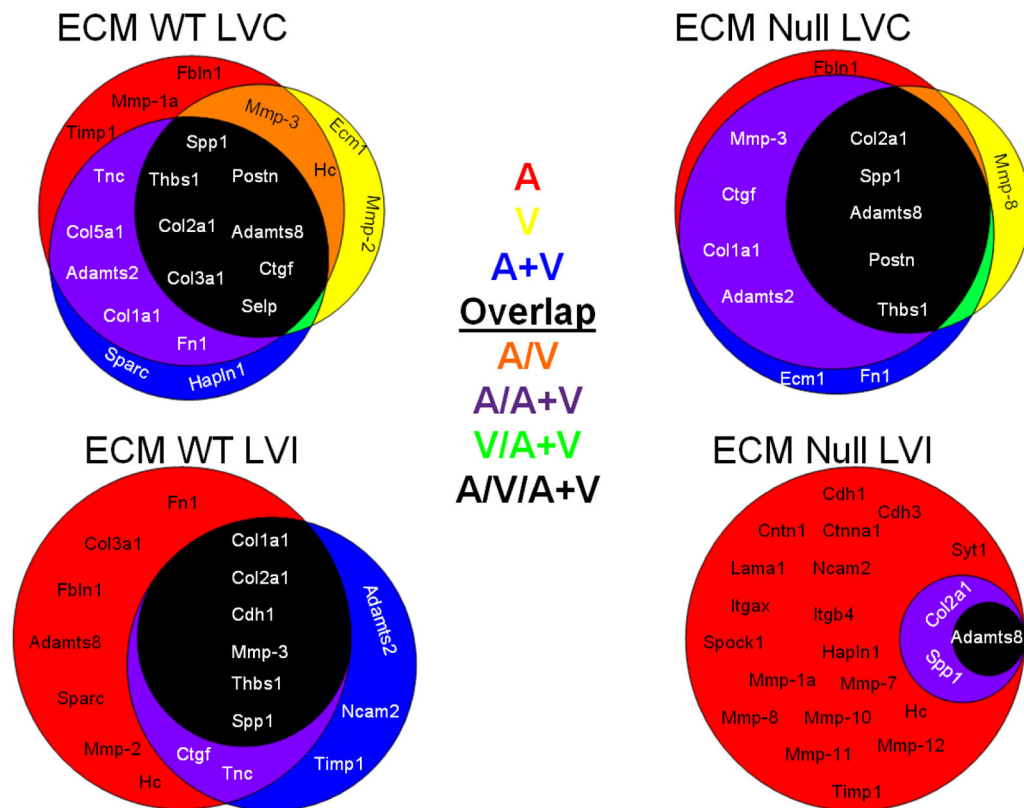 ECM WT LVC
Fbln1
Mmp-1a
Timp1
Mmp-3
Hc
Ecm1
Mmp-2
Spp1
Thbs1
Postn
Col2a1
Adamts8
Col3a1
Ctgf
Selp
Tnc
Col5a1
Adamts2
Col1a1
Fn1
Sparc
Hapln1
A
V
A+V
Overlap
A/V
A/A+V
V/A+V
A/V/A+V
ECM Null LVC
Fbln1
Mmp-3
Ctgf
Col1a1
Adamts2
Col2a1
Spp1
Adamts8
Postn
Thbs1
Mmp-8
Ecm1
Fn1
ECM WT LVI
Fn1
Col3a1
Fbln1
Adamts8
Sparc
Mmp-2
Hc
Col1a1
Col2a1
Cdh1
Mmp-3
Thbs1
Spp1
Ctgf
Tnc
Adamts2
Ncam2
Timp1
ECM Null LVI
Cdh1
Cdh3
Cntn1
Ctnna1
Syt1
Lama1
Ncam2
Itgax
Itgb4
Spock1
Hapln1
Mmp-1a
Mmp-7
Mmp-8
Mmp-10
Hc
Mmp-11
Mmp-12
Timp1
Col2a1
Adamts8
Spp1